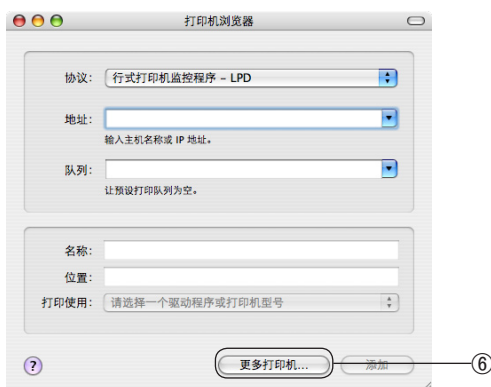 打印机浏览器
协议: 行式打印机监控程序 – LPD
地址:
输入主机名称或 IP 地址。
队列:
让预设打印队列为空。
名称:
位置:
打印使用: 请选择一个驱动程序或打印机型号
? 更多打印机... 添加 ⑥